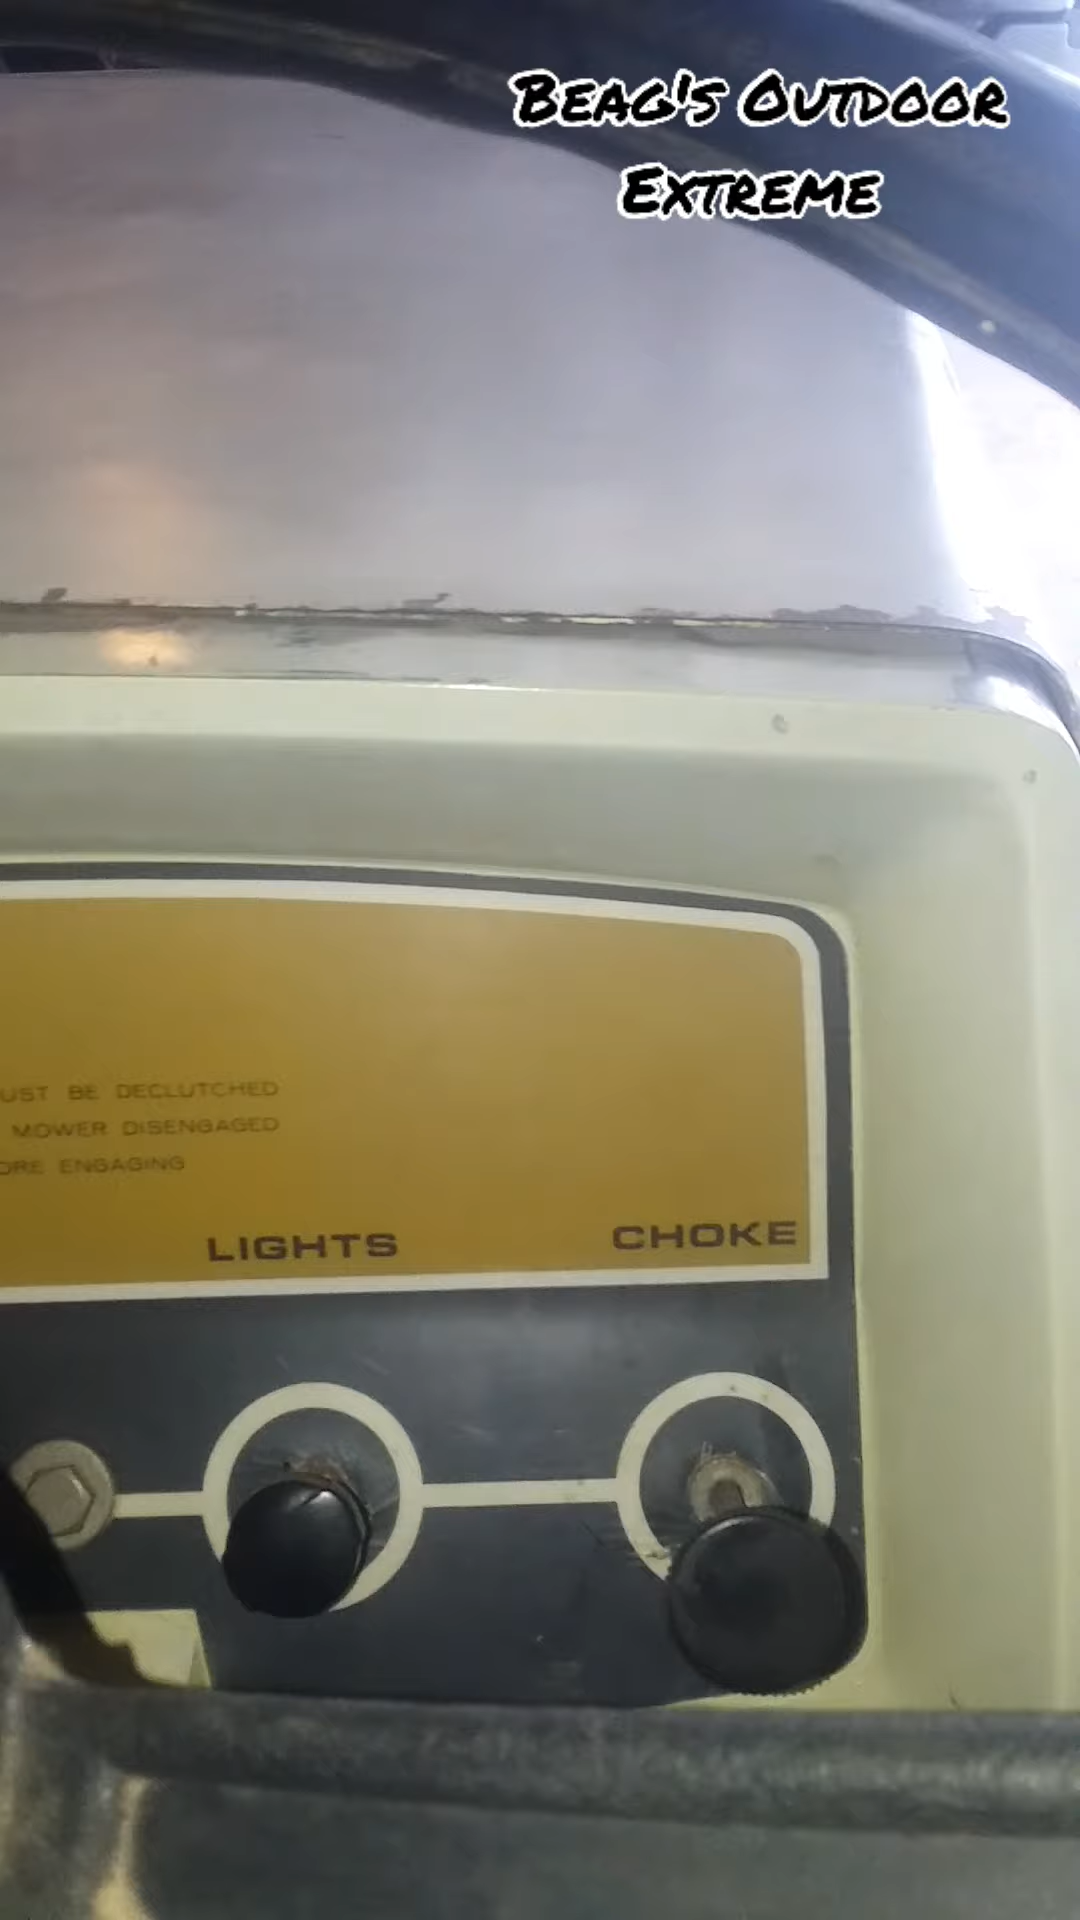 BEAG'S OUTDOOR
EXTREME
BE DECLUTCHED
MOWER DISENGAGED
ENGAGING
LIGHTS
CHOKE